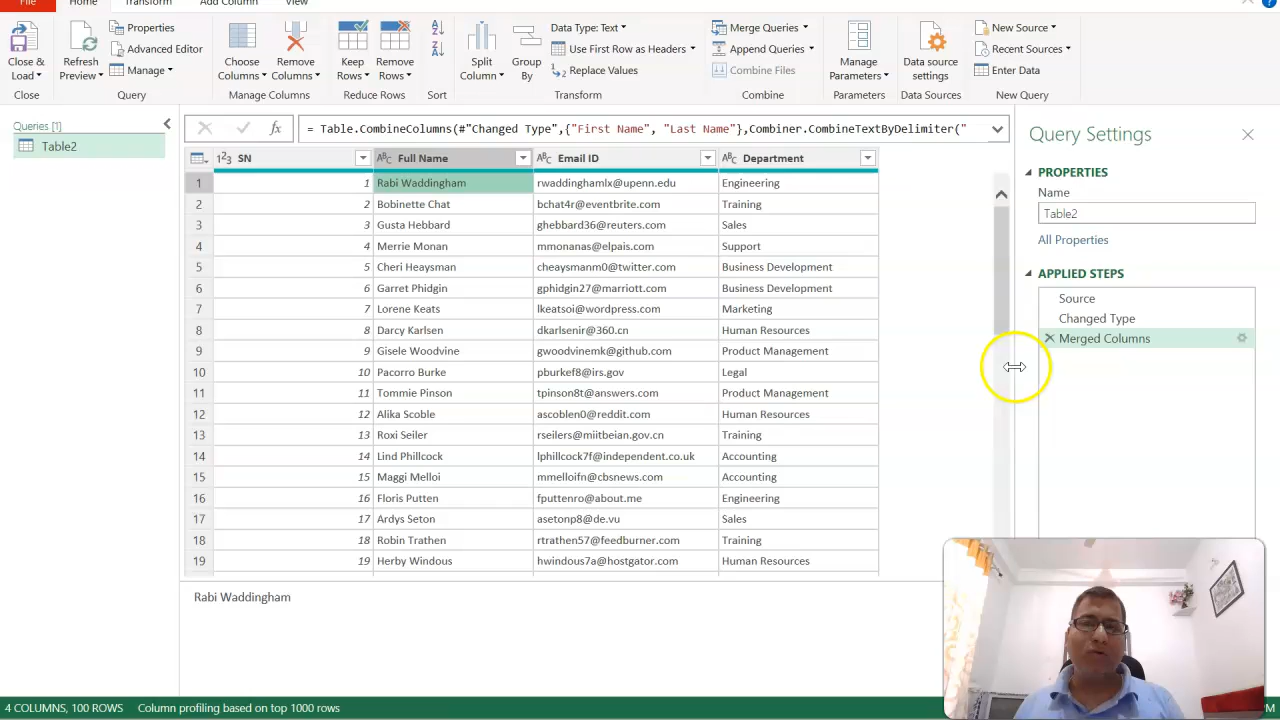 File Home Transform Add Column View
Close & Load Refresh Preview Properties Advanced Editor Manage Choose Columns Remove Columns Keep Rows Remove Rows Split Column Group By Data Type: Text Use First Row as Headers Replace Values Merge Queries Append Queries Combine Files Manage Parameters Data source settings New Source Recent Sources Enter Data
Close Query Manage Columns Reduce Rows Sort Transform Combine Parameters Data Sources New Query
Queries [1]
Table2
fx = Table.CombineColumns(#"Changed Type",{"First Name", "Last Name"},Combiner.CombineTextByDelimiter("
123 SN ABC Full Name ABC Email ID ABC Department
1 1 Rabi Waddingham rwaddinghamlx@upenn.edu Engineering
2 2 Bobinette Chat bchat4r@eventbrite.com Training
3 3 Gusta Hebbard ghebbard36@reuters.com Sales
4 4 Merrie Monan mmonanas@elpais.com Support
5 5 Cheri Heaysman cheaysmanm0@twitter.com Business Development
6 6 Garret Phidgin gphidgin27@marriott.com Business Development
7 7 Lorene Keats lkeatsoi@wordpress.com Marketing
8 8 Darcy Karlsen dkarlsenir@360.cn Human Resources
9 9 Gisele Woodvine gwoodvinemk@github.com Product Management
10 10 Pacorro Burke pburkef8@irs.gov Legal
11 11 Tommie Pinson tpinson8t@answers.com Product Management
12 12 Alika Scoble ascoblen0@reddit.com Human Resources
13 13 Roxi Seiler rseilers@miitbeian.gov.cn Training
14 14 Lind Phillcock lphillcock7f@independent.co.uk Accounting
15 15 Maggi Melloi mmelloifn@cbsnews.com Accounting
16 16 Floris Putten fputtenro@about.me Engineering
17 17 Ardys Seton asetonp8@de.vu Sales
18 18 Robin Trathen rtrathen57@feedburner.com Training
19 19 Herby Windous hwindous7a@hostgator.com Human Resources
Rabi Waddingham
Query Settings
PROPERTIES
Name
Table2
All Properties
APPLIED STEPS
Source
Changed Type
Merged Columns
4 COLUMNS, 100 ROWS Column profiling based on top 1000 rows